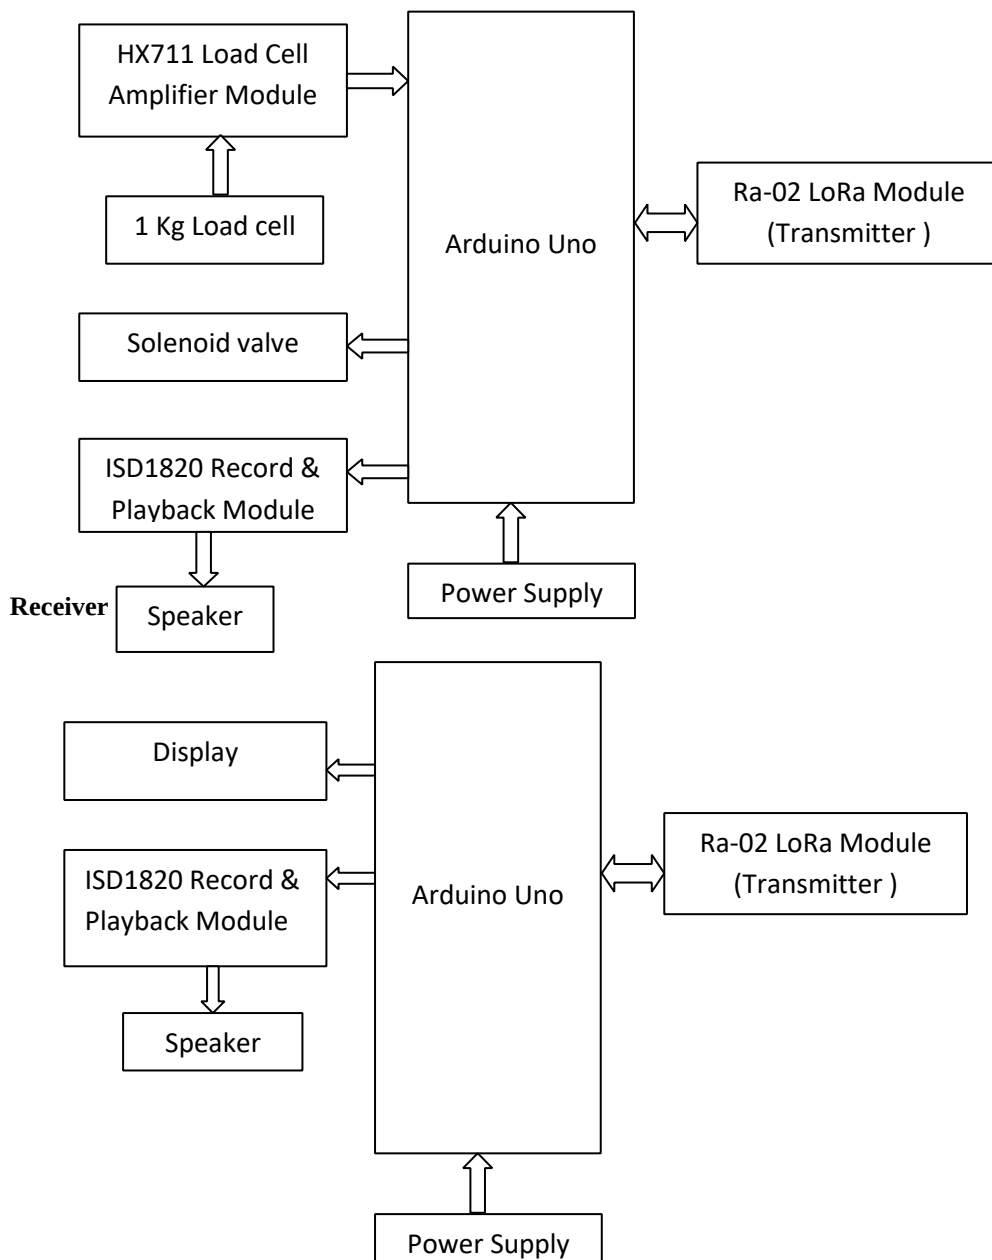 HX711 Load Cell
Amplifier Module
1 Kg Load cell
Arduino Uno
Ra-02 LoRa Module
(Transmitter )
Solenoid valve
ISD1820 Record &
Playback Module
Power Supply
Receiver
Speaker
Display
ISD1820 Record &
Playback Module
Arduino Uno
Ra-02 LoRa Module
(Transmitter )
Speaker
Power Supply